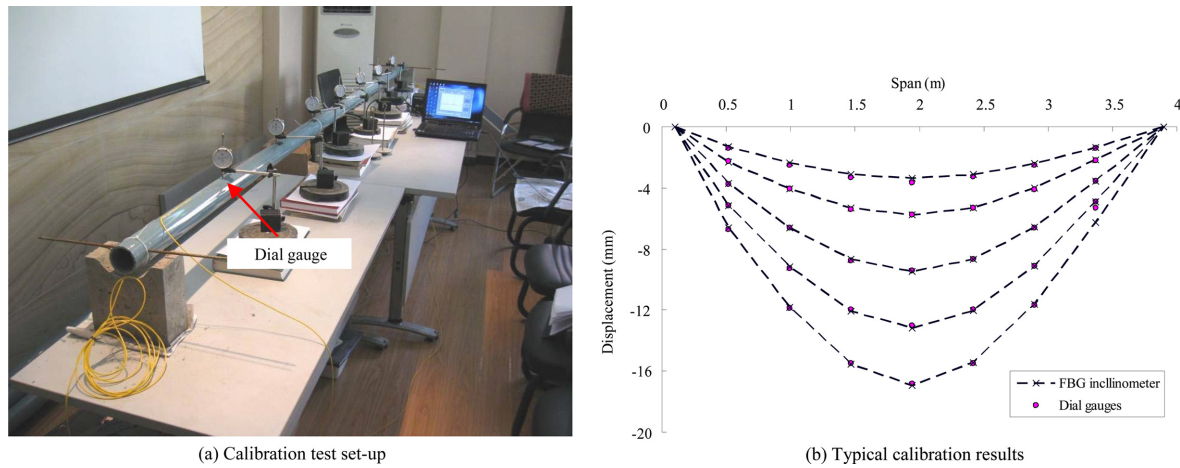 Dial gauge
(a) Calibration test set-up
Span (m)
0.5 1 1.5 2 2.5 3 3.5 4
0
-4
-8
-12
-16
-20
Displacement (mm)
FBG incllinometer
Dial gauges
(b) Typical calibration results